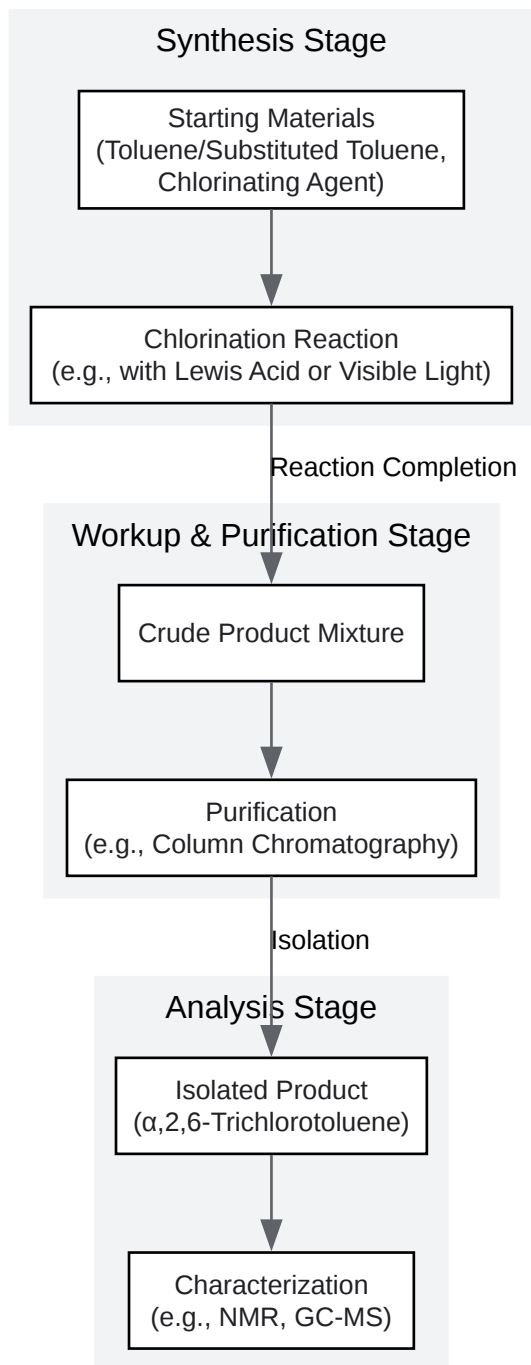 Synthesis Stage
Starting Materials
(Toluene/Substituted Toluene,
Chlorinating Agent)
Chlorination Reaction
(e.g., with Lewis Acid or Visible Light)
Reaction Completion
Workup & Purification Stage
Crude Product Mixture
Purification
(e.g., Column Chromatography)
Isolation
Analysis Stage
Isolated Product
(α,2,6-Trichlorotoluene)
Characterization
(e.g., NMR, GC-MS)